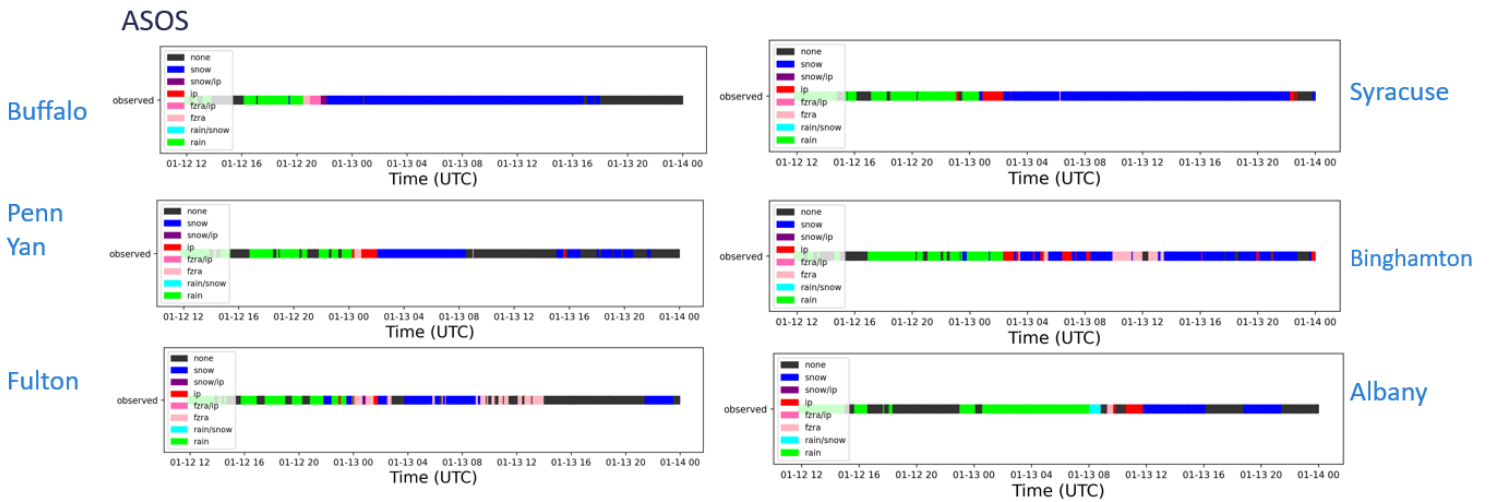 ASOS
Buffalo
none
snow
snow/ip
ip
fzra/ip
fzra
rain/snow
rain
observed
01-12 12 01-12 16 01-12 20 01-13 00 01-13 04 01-13 08 01-13 12 01-13 16 01-13 20 01-14 00
Time (UTC)
Syracuse
none
snow
snow/ip
ip
fzra/ip
fzra
rain/snow
rain
observed
01-12 12 01-12 16 01-12 20 01-13 00 01-13 04 01-13 08 01-13 12 01-13 16 01-13 20 01-14 00
Time (UTC)
Penn
Yan
none
snow
snow/ip
ip
fzra/ip
fzra
rain/snow
rain
observed
01-12 12 01-12 16 01-12 20 01-13 00 01-13 04 01-13 08 01-13 12 01-13 16 01-13 20 01-14 00
Time (UTC)
Binghamton
none
snow
snow/ip
ip
fzra/ip
fzra
rain/snow
rain
observed
01-12 12 01-12 16 01-12 20 01-13 00 01-13 04 01-13 08 01-13 12 01-13 16 01-13 20 01-14 00
Time (UTC)
Fulton
none
snow
snow/ip
ip
fzra/ip
fzra
rain/snow
rain
observed
01-12 12 01-12 16 01-12 20 01-13 00 01-13 04 01-13 08 01-13 12 01-13 16 01-13 20 01-14 00
Time (UTC)
Albany
none
snow
snow/ip
ip
fzra/ip
fzra
rain/snow
rain
observed
01-12 12 01-12 16 01-12 20 01-13 00 01-13 04 01-13 08 01-13 12 01-13 16 01-13 20 01-14 00
Time (UTC)